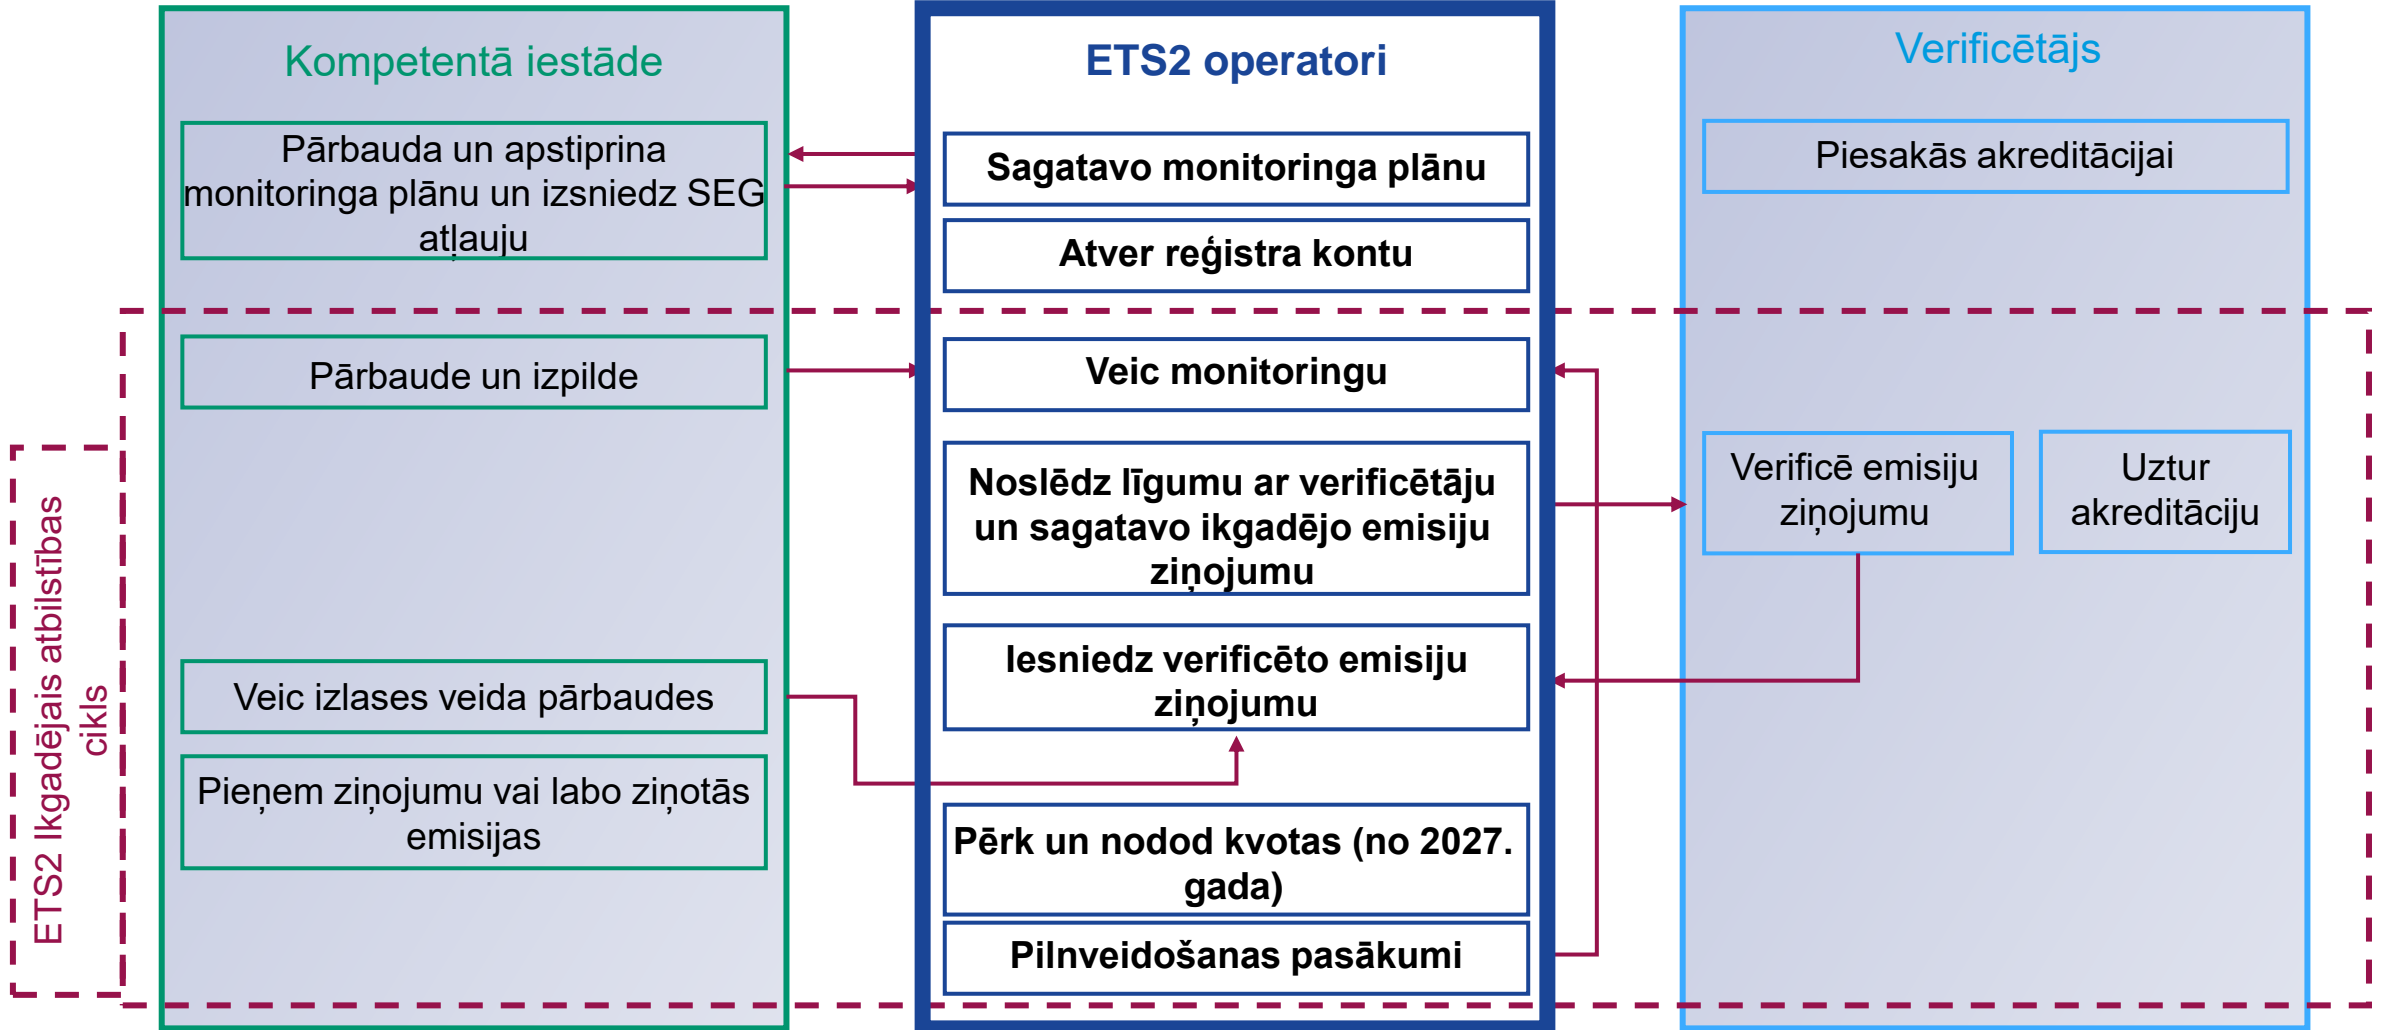 Kompetentā iestāde
Pārbauda un apstiprina
monitoringa plānu un izsniedz SEG
atļauju
Pārbaude un izpilde
Veic izlases veida pārbaudes
Pieņem ziņojumu vai labo ziņotās
emisijas
ETS2 operatori
Sagatavo monitoringa plānu
Atver reģistra kontu
Veic monitoringu
Noslēdz līgumu ar verificētāju
un sagatavo ikgadējo emisiju
ziņojumu
Iesniedz verificēto emisiju
ziņojumu
Pērk un nodod kvotas (no 2027.
gada)
Pilnveidošanas pasākumi
Verificētājs
Piesakās akreditācijai
Verificē emisiju
ziņojumu
Uztur
akreditāciju
ETS2 Ikgadējais atbilstības
cikls